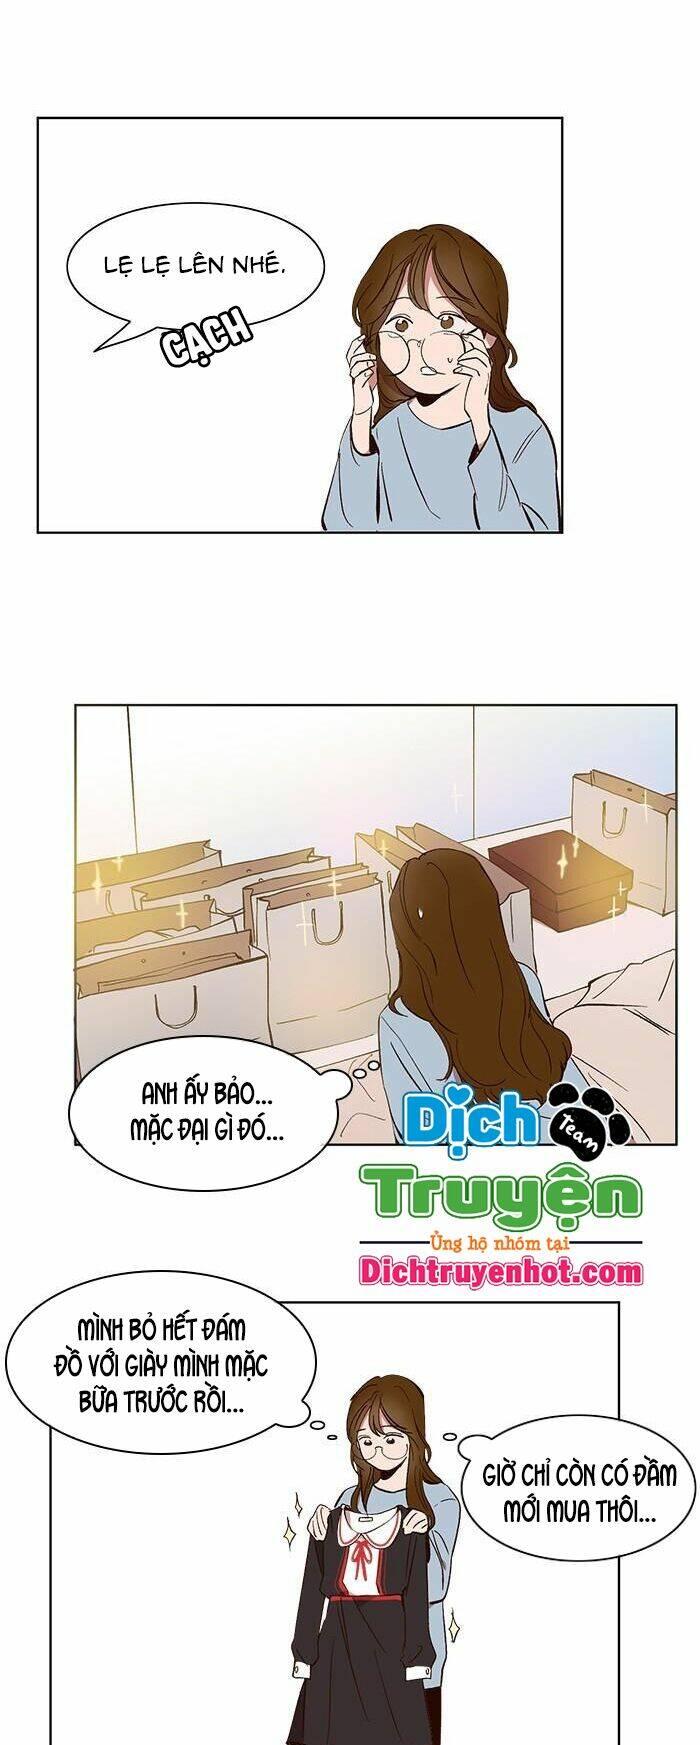 LẸ LẸ LÊN NHÉ.
CẠCH
ANH ẤY BẢO...
MẶC ĐẠI GÌ ĐÓ...
Dịch
team
Truyện
Ủng hộ nhóm tại
Dichtruyenhot.com
MÌNH BỎ HẾT ĐÁM
ĐỒ VỚI GIÀY MÌNH MẶC
BỮA TRƯỚC RỒI...
GIỜ CHỈ CÒN CÓ ĐẦM
MỚI MUA THÔI...